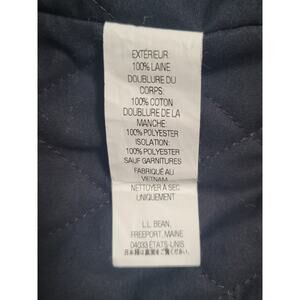 EXTÉRIEUR:
100% LAINE
DOUBLURE DU
CORPS:
100% COTON
DOUBLURE DE LA
MANCHE:
100% POLYESTER
ISOLATION:
100% POLYESTER
SAUF GARNITURES
FABRIQUÉ AU
VIETNAM
NETTOYER À SEC
UNIQUEMENT
L.L. BEAN,
FREEPORT, MAINE
04033 ÉTATS-UNIS